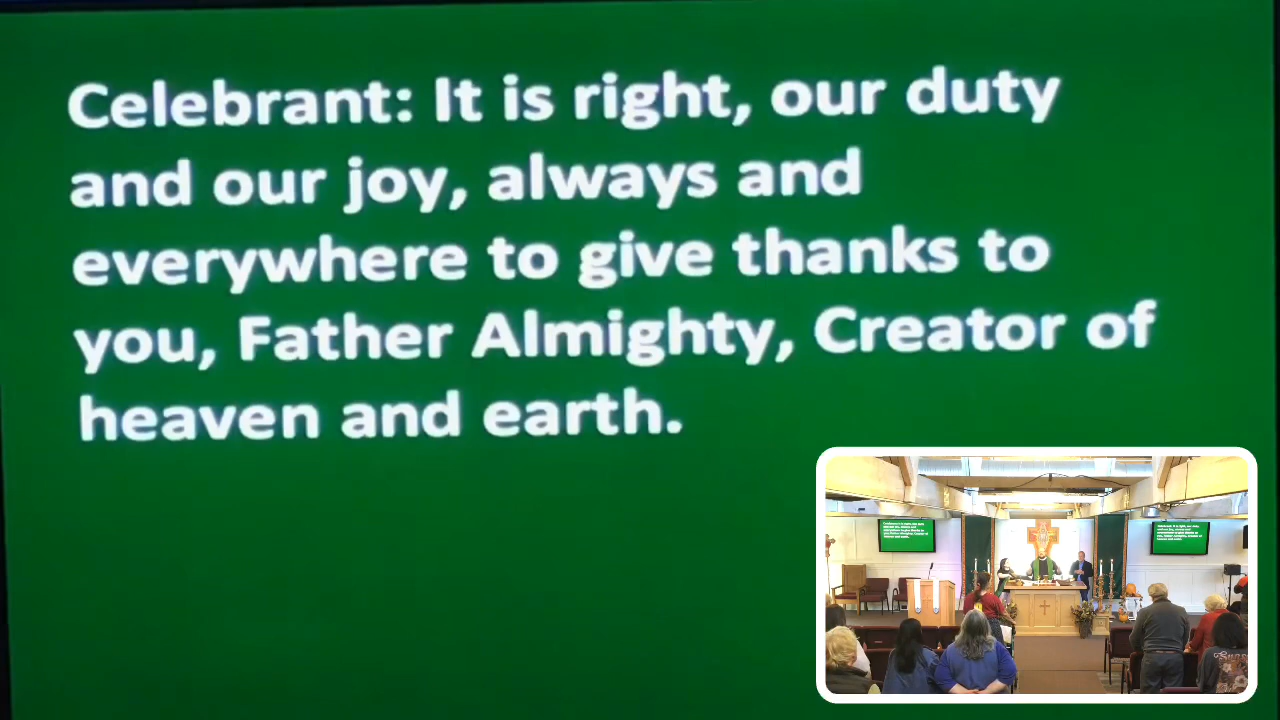 Celebrant: It is right, our duty
and our joy, always and
everywhere to give thanks to
you, Father Almighty, Creator of
heaven and earth.